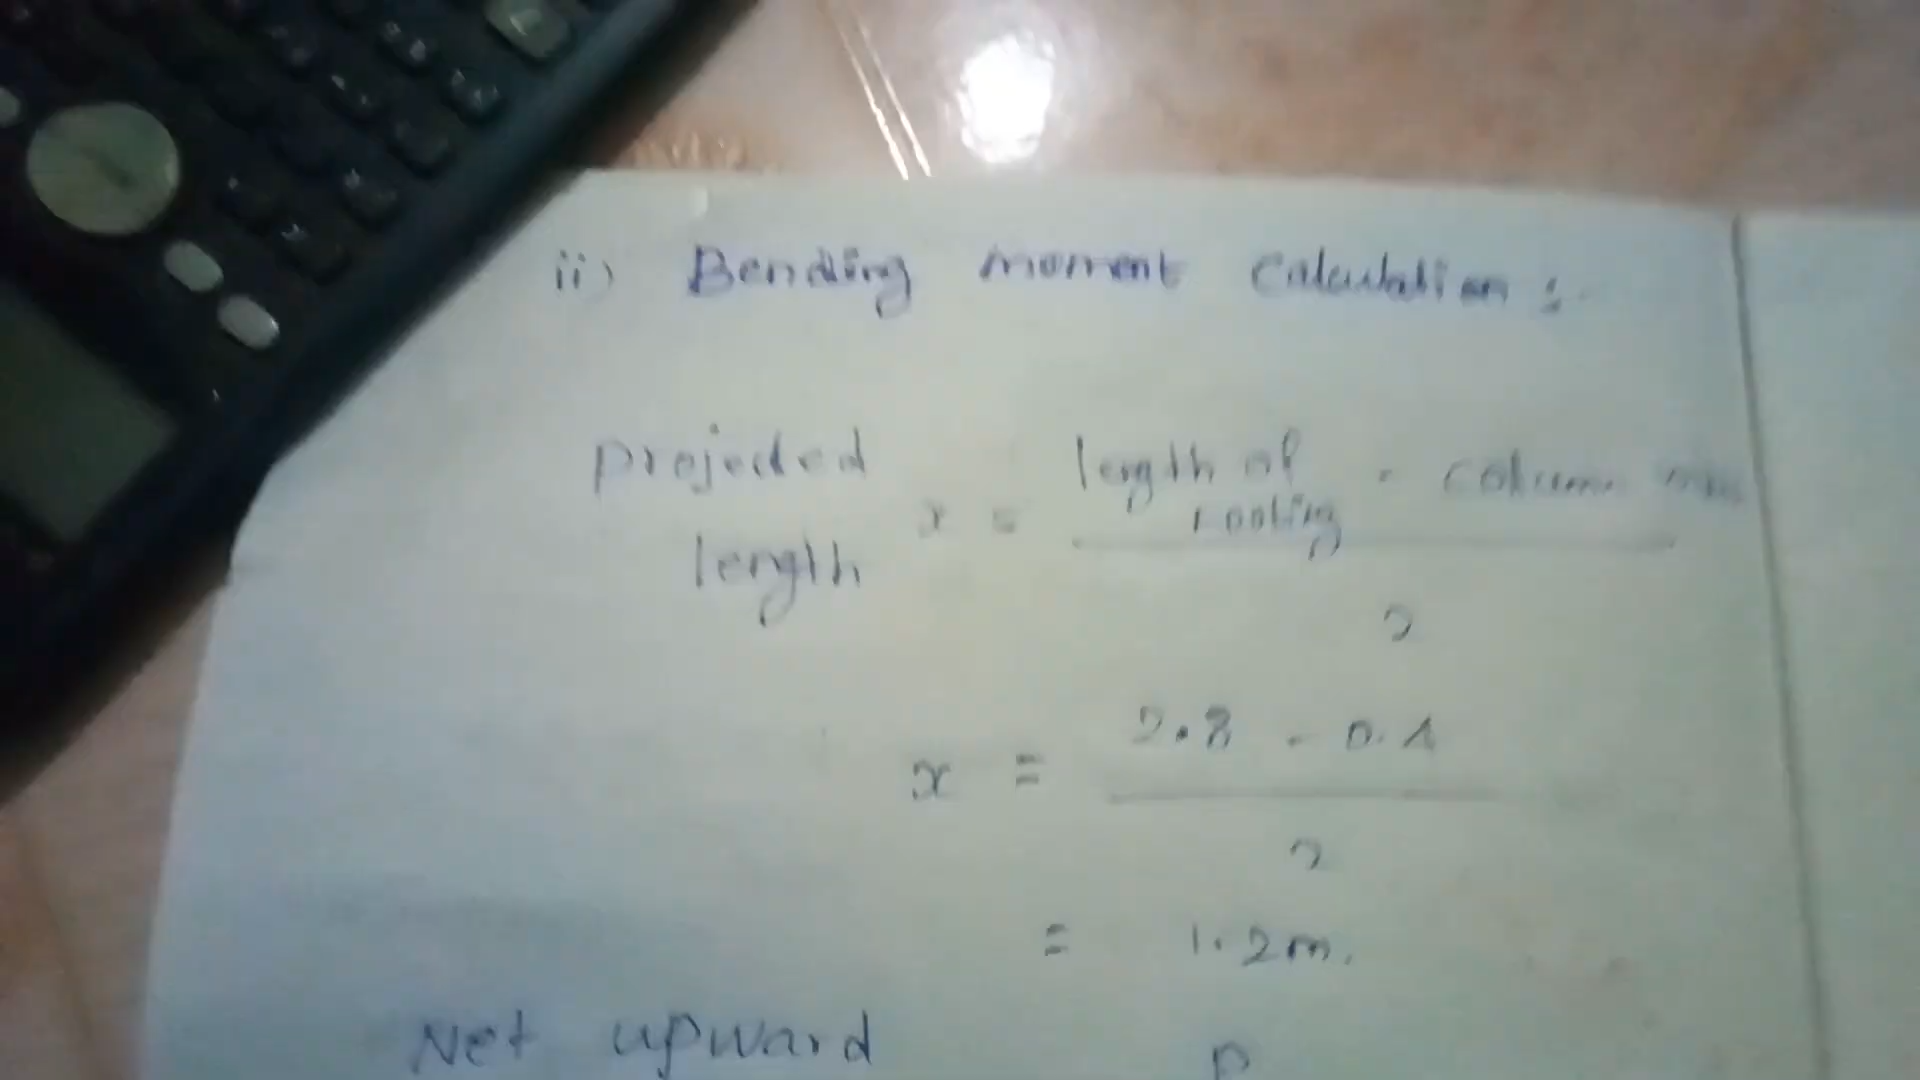 ii) Bending moment calculation :-
projected length x = length of footing - column
2
x = 2.8 - 0.4
2
= 1.2m.
Net upward P